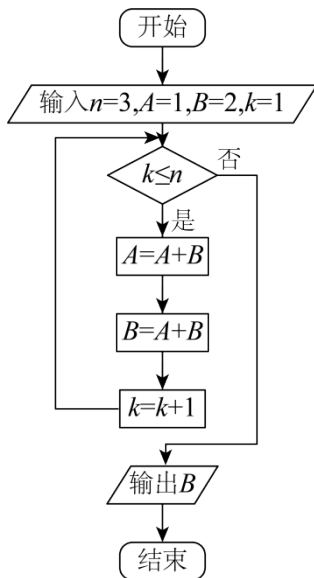 开始
输入n=3,A=1,B=2,k=1
k≤n
否
是
A=A+B
B=A+B
k=k+1
输出B
结束